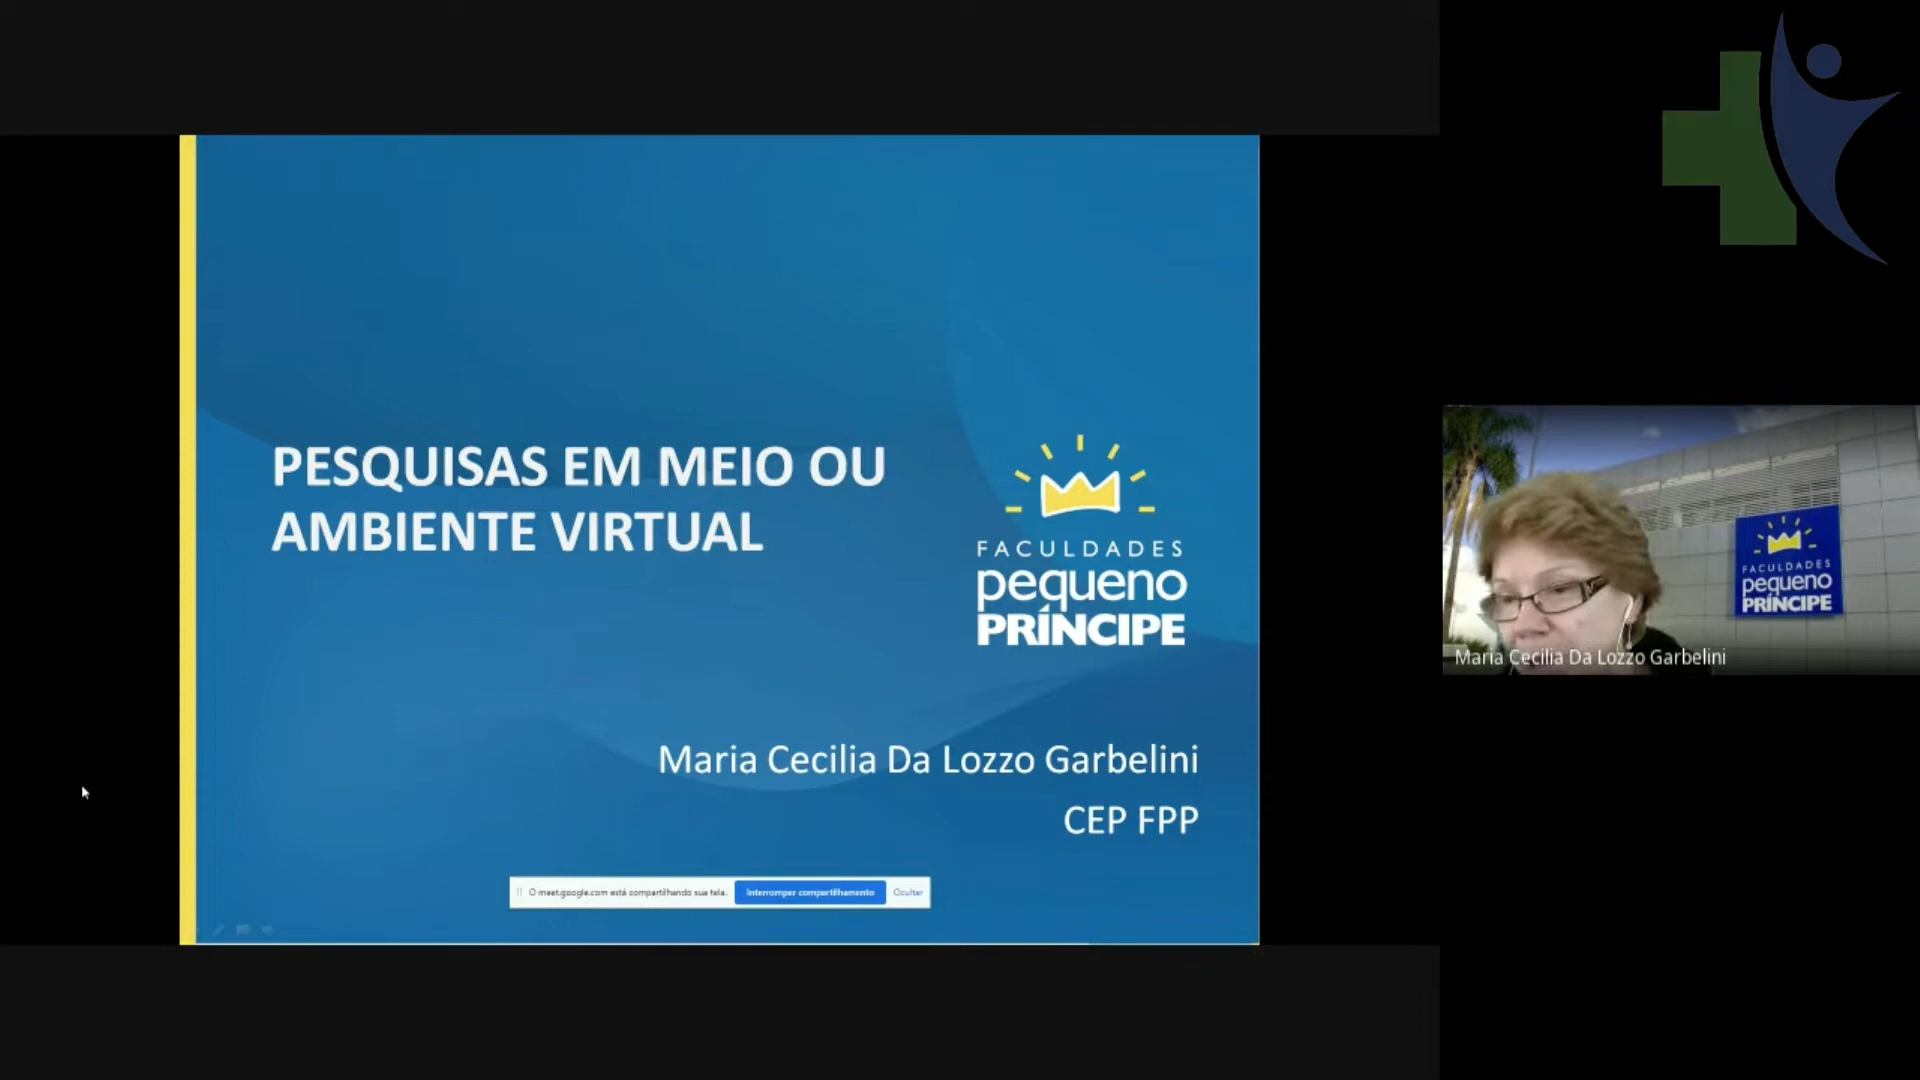 PESQUISAS EM MEIO OU
AMBIENTE VIRTUAL
FACULDADES
pequeno
PRÍNCIPE
Maria Cecilia Da Lozzo Garbelini
CEP FPP
O meet.google.com está compartilhando sua tela.
Interromper compartilhamento
Ocultar
FACULDADES
pequeno
PRÍNCIPE
Maria Cecilia Da Lozzo Garbelini